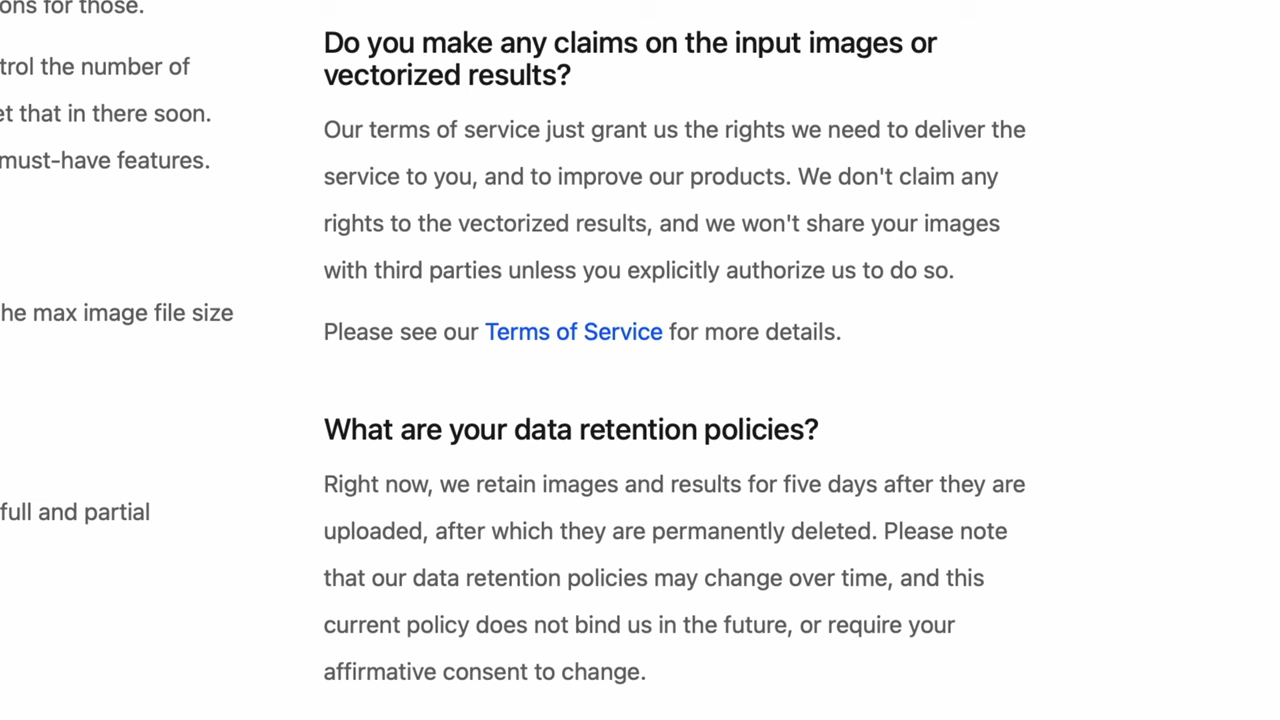 ons for those.
trol the number of
et that in there soon.
must-have features.
he max image file size
full and partial
Do you make any claims on the input images or
vectorized results?
Our terms of service just grant us the rights we need to deliver the
service to you, and to improve our products. We don't claim any
rights to the vectorized results, and we won't share your images
with third parties unless you explicitly authorize us to do so.
Please see our Terms of Service for more details.
What are your data retention policies?
Right now, we retain images and results for five days after they are
uploaded, after which they are permanently deleted. Please note
that our data retention policies may change over time, and this
current policy does not bind us in the future, or require your
affirmative consent to change.